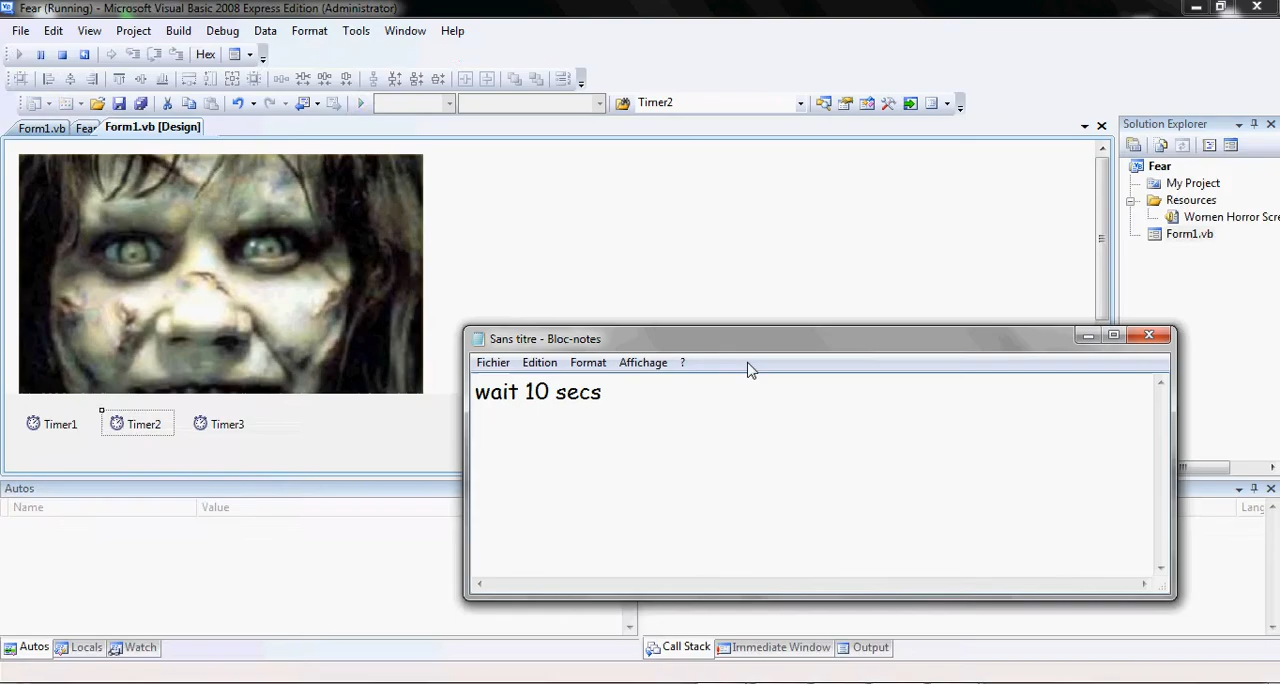 Fear (Running) - Microsoft Visual Basic 2008 Express Edition (Administrator)
File Edit View Project Build Debug Data Format Tools Window Help
Hex
Timer2
Form1.vb Fear Form1.vb [Design]
Solution Explorer
Fear
My Project
Resources
Women Horror Scre
Form1.vb
Sans titre - Bloc-notes
Fichier Edition Format Affichage ?
wait 10 secs
Timer1 Timer2 Timer3
Autos
Name Value
Lang
Autos Locals Watch
Call Stack Immediate Window Output